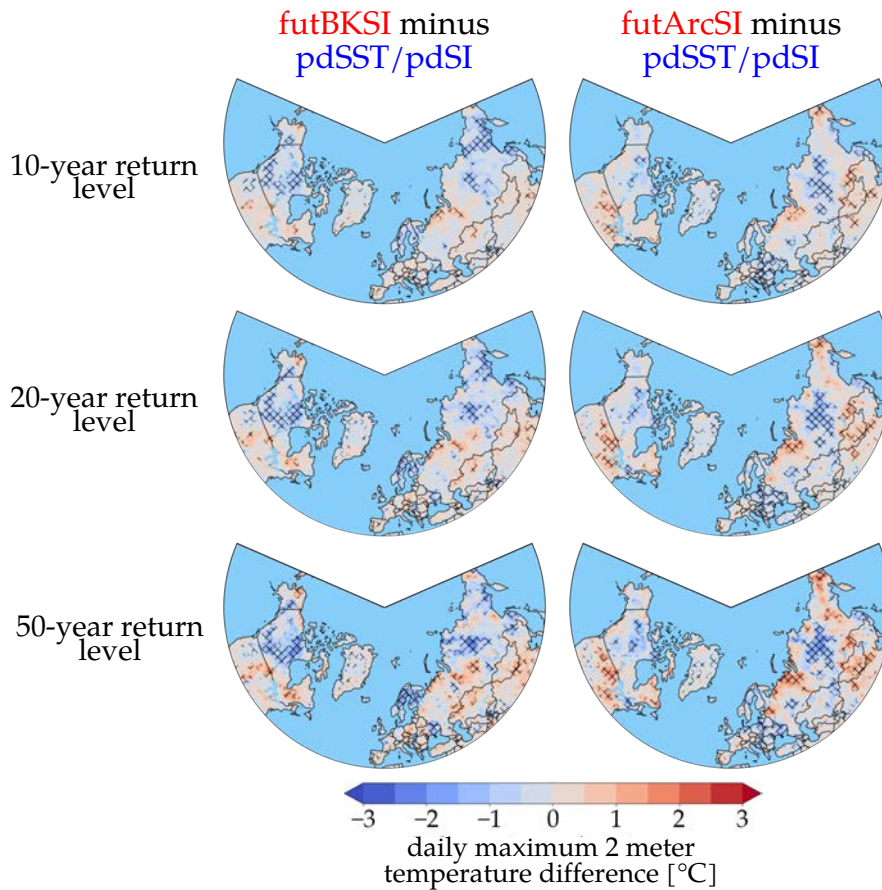 futBKSI minus
pdSST/pdSI
futArcSI minus
pdSST/pdSI
10-year return
level
20-year return
level
50-year return
level
−3 −2 −1 0 1 2 3
daily maximum 2 meter
temperature difference [°C]